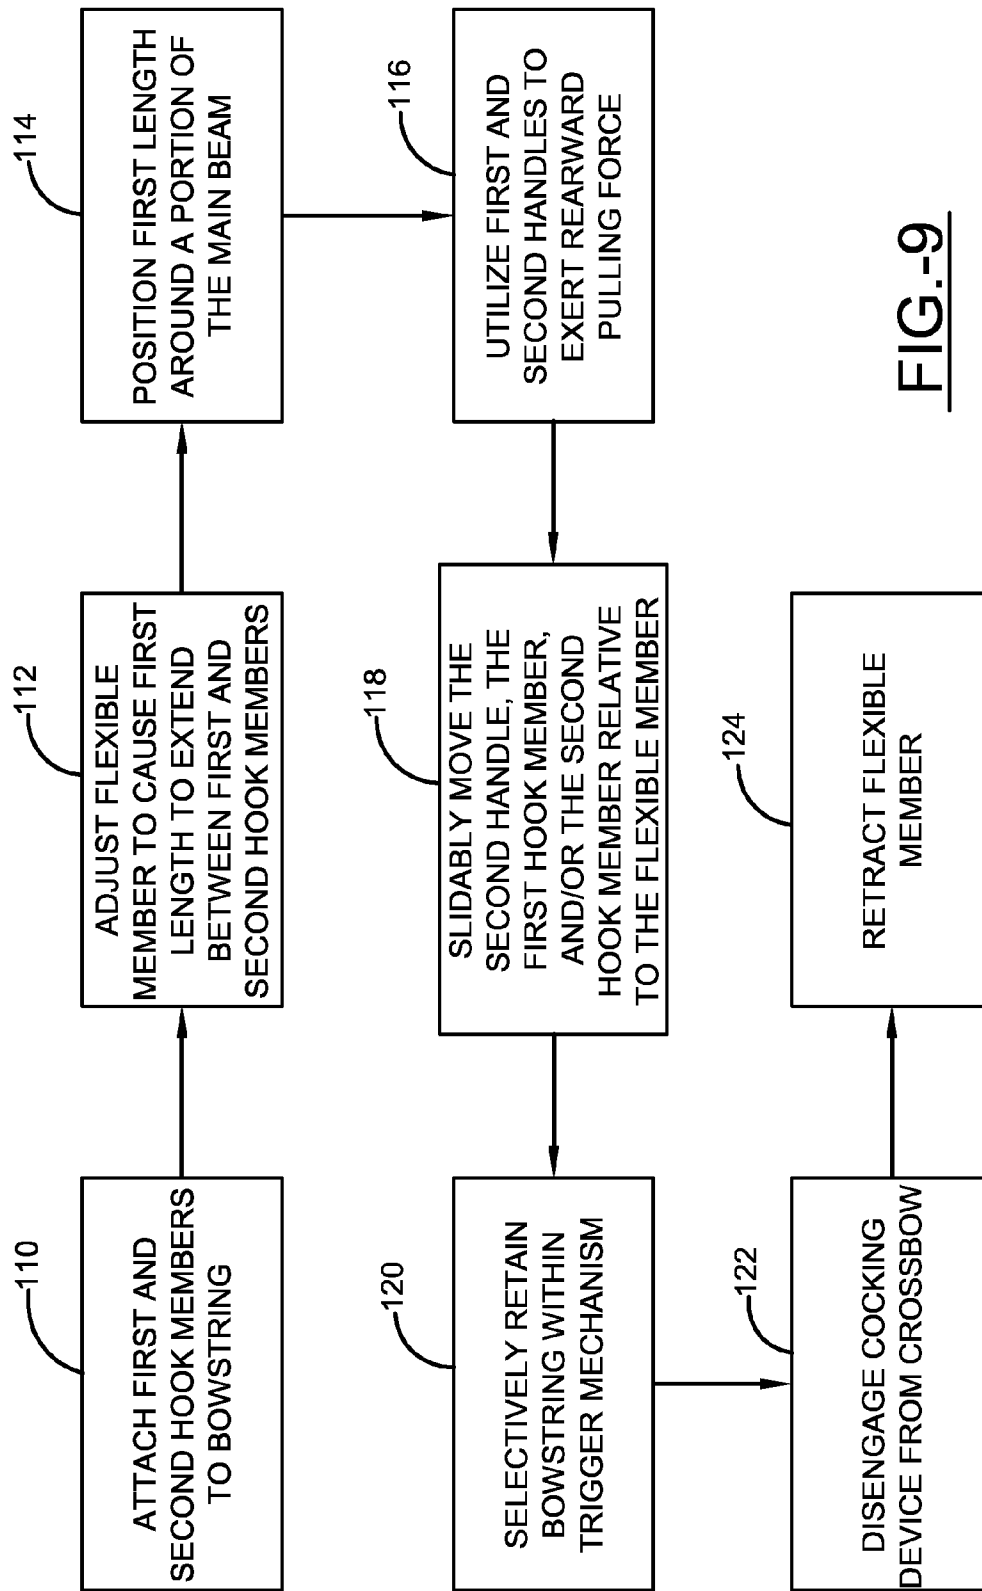 110
ATTACH FIRST AND
SECOND HOOK MEMBERS
TO BOWSTRING
112
ADJUST FLEXIBLE
MEMBER TO CAUSE FIRST
LENGTH TO EXTEND
BETWEEN FIRST AND
SECOND HOOK MEMBERS
114
POSITION FIRST LENGTH
AROUND A PORTION OF
THE MAIN BEAM
116
UTILIZE FIRST AND
SECOND HANDLES TO
EXERT REARWARD
PULLING FORCE
118
SLIDABLY MOVE THE
SECOND HANDLE, THE
FIRST HOOK MEMBER,
AND/OR THE SECOND
HOOK MEMBER RELATIVE
TO THE FLEXIBLE MEMBER
120
SELECTIVELY RETAIN
BOWSTRING WITHIN
TRIGGER MECHANISM
122
DISENGAGE COCKING
DEVICE FROM CROSSBOW
124
RETRACT FLEXIBLE
MEMBER
FIG.-9